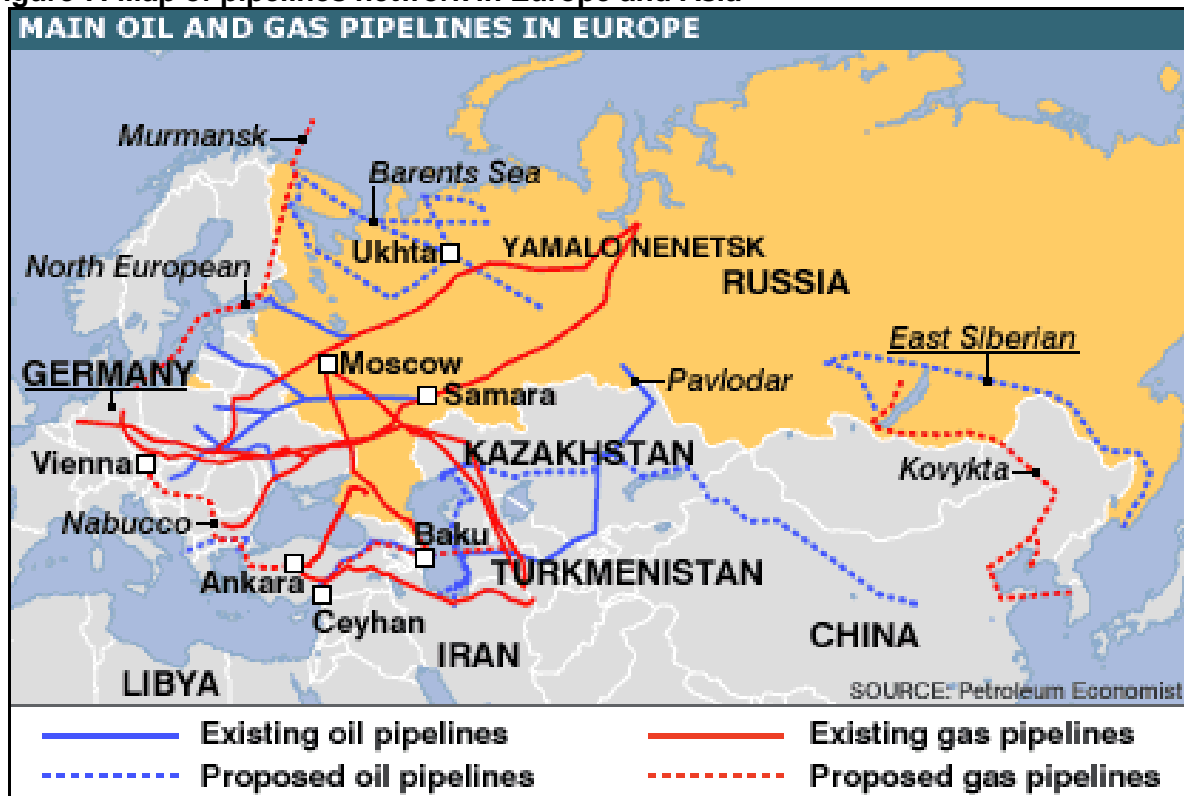 MAIN OIL AND GAS PIPELINES IN EUROPE
Murmansk
Barents Sea
Ukhta
YAMALO NENETSK
North European
RUSSIA
East Siberian
Moscow
GERMANY
Pavlodar
Samara
KAZAKHSTAN
Vienna
Kovykta
Nabucco
Baku
Ankara
TURKMENISTAN
Ceyhan
CHINA
IRAN
LIBYA
SOURCE: Petroleum Economist
Existing oil pipelines
Existing gas pipelines
Proposed oil pipelines
Proposed gas pipelines